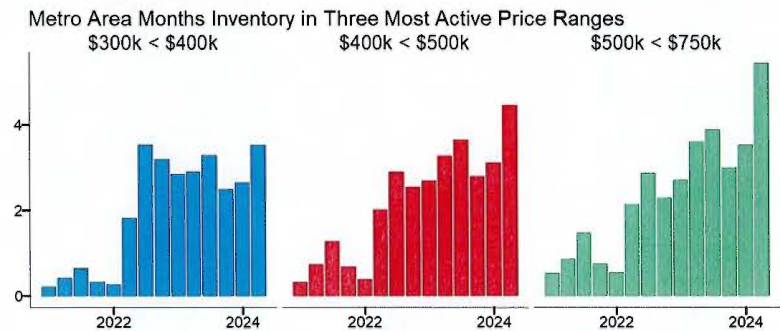 Metro Area Months Inventory in Three Most Active Price Ranges
$300k < $400k $400k < $500k $500k < $750k
4
2
0
2022 2024 2022 2024 2022 2024